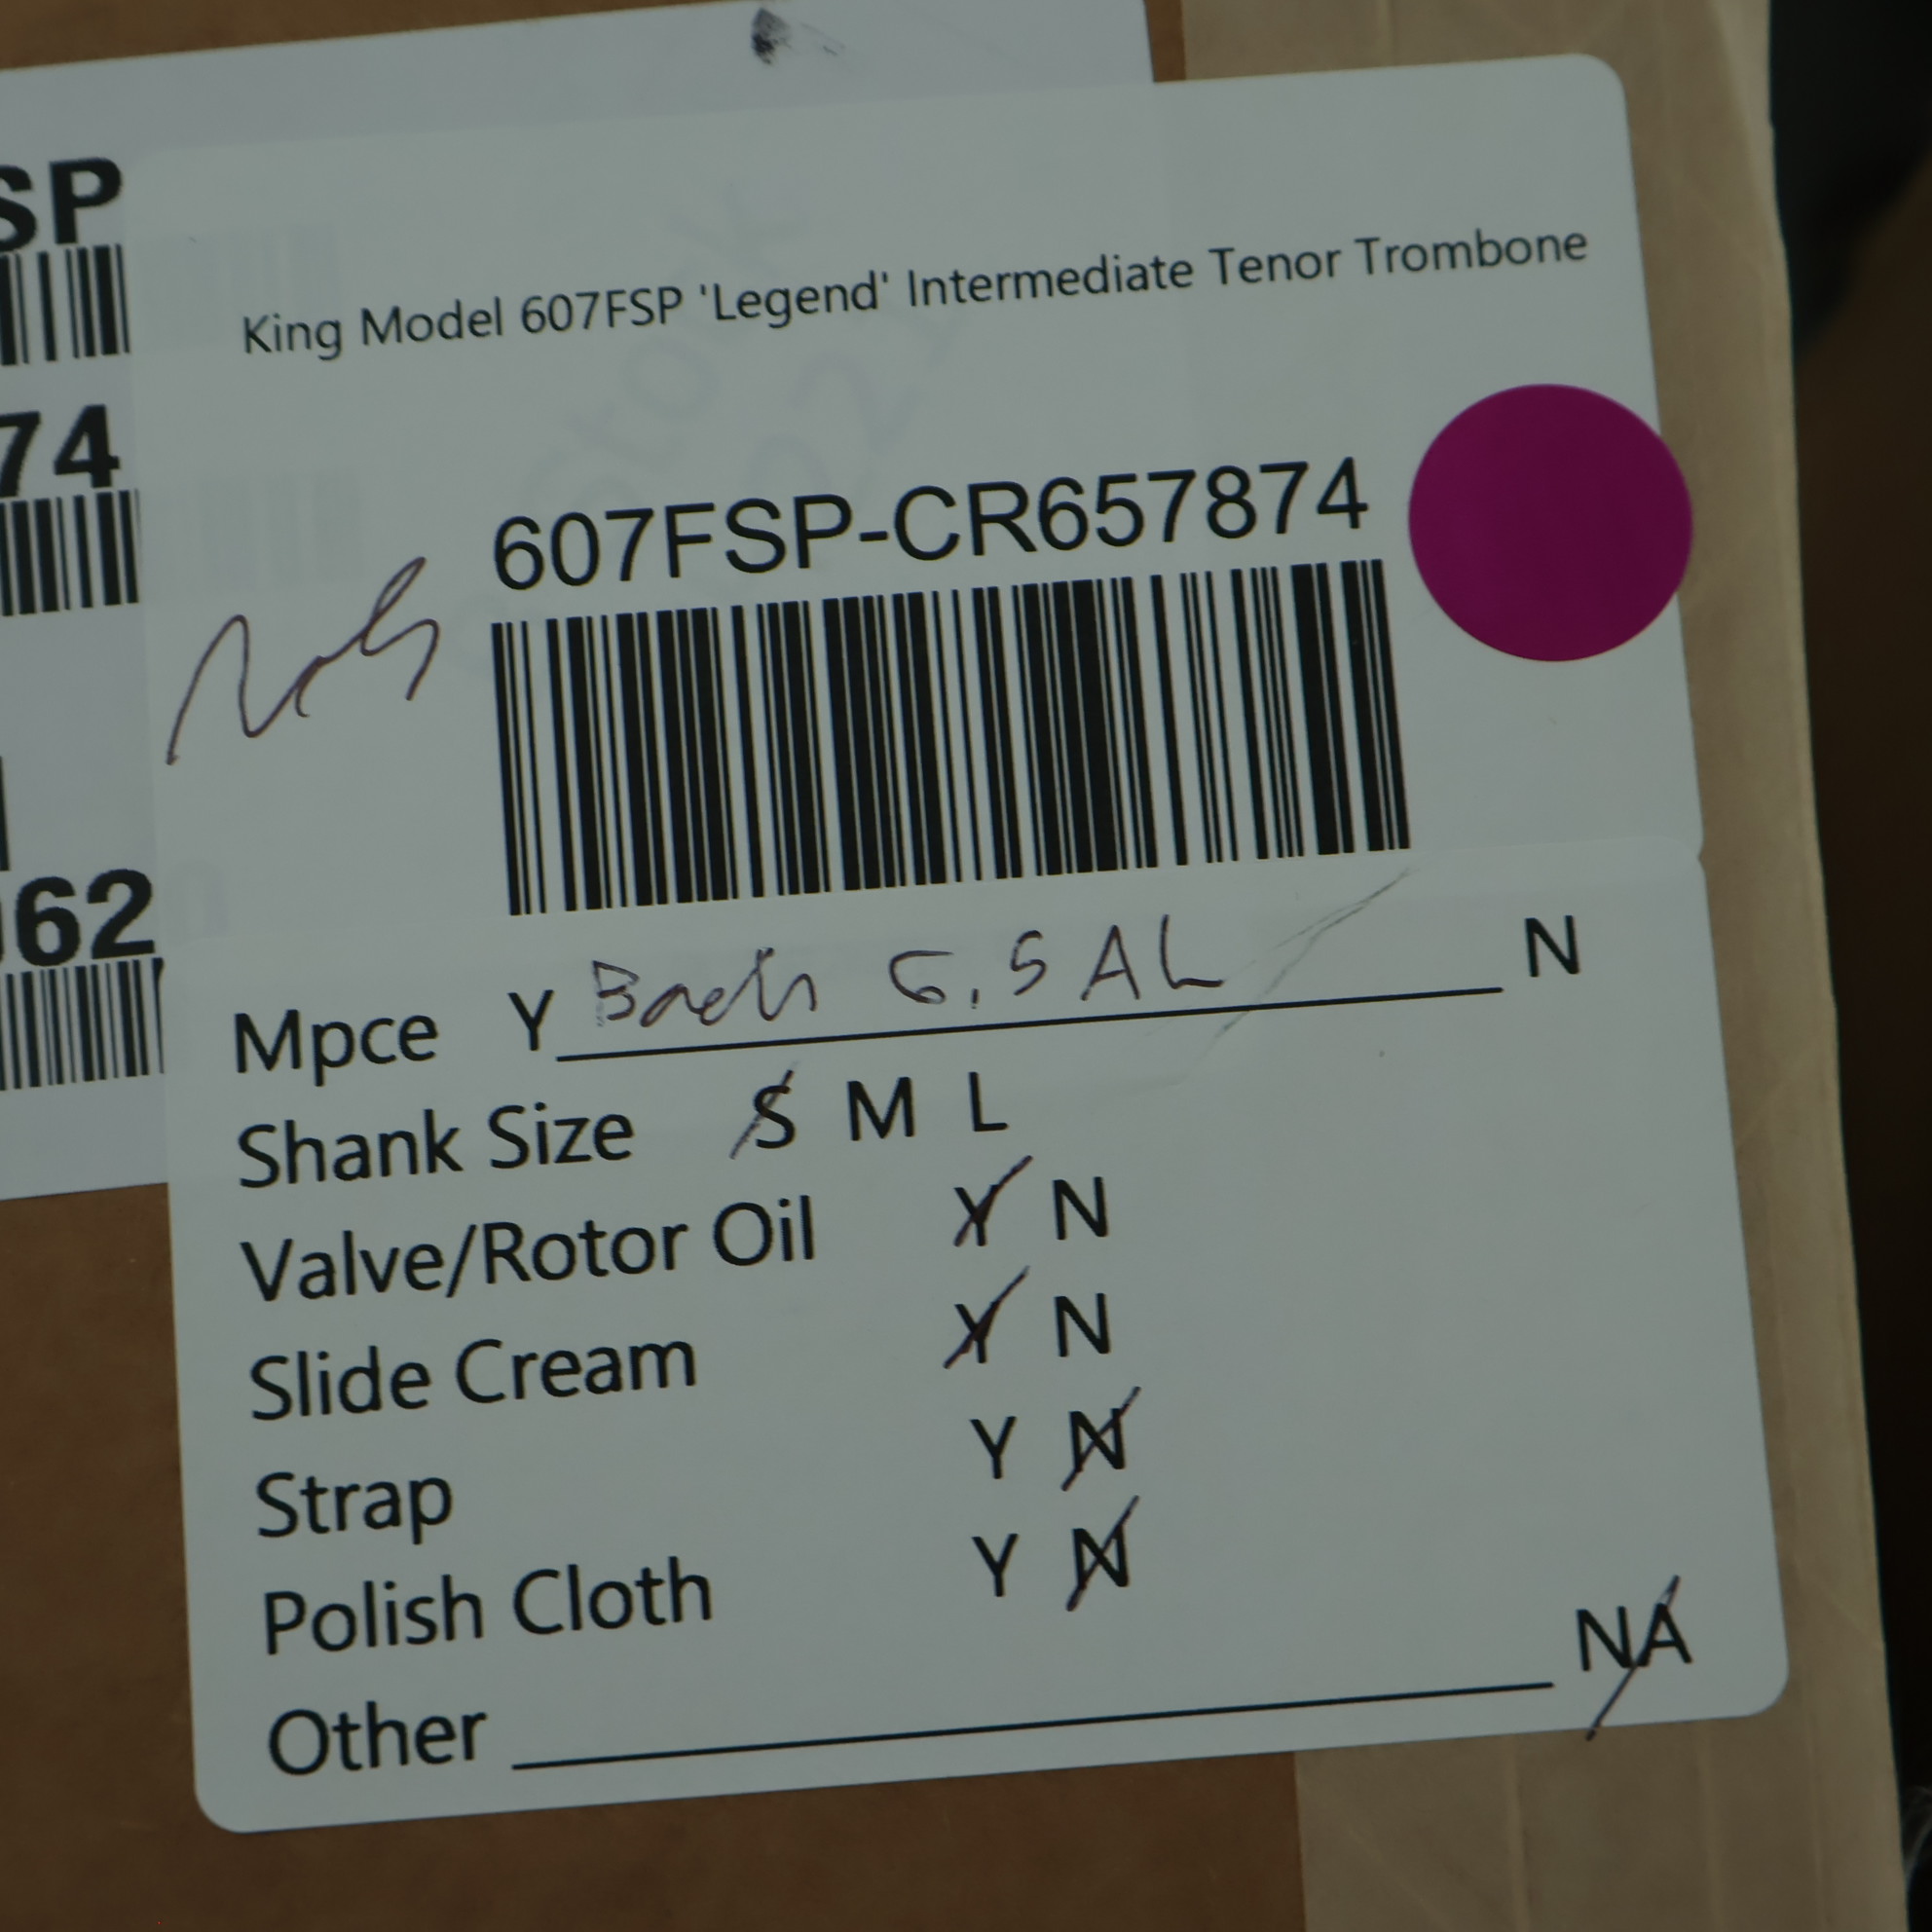 SP
74
62
King Model 607FSP 'Legend' Intermediate Tenor Trombone
607FSP-CR657874
Mpce Y Bach 6,5 AL N
Shank Size S M L
Valve/Rotor Oil Y N
Slide Cream Y N
Strap Y N
Polish Cloth Y N
Other NA